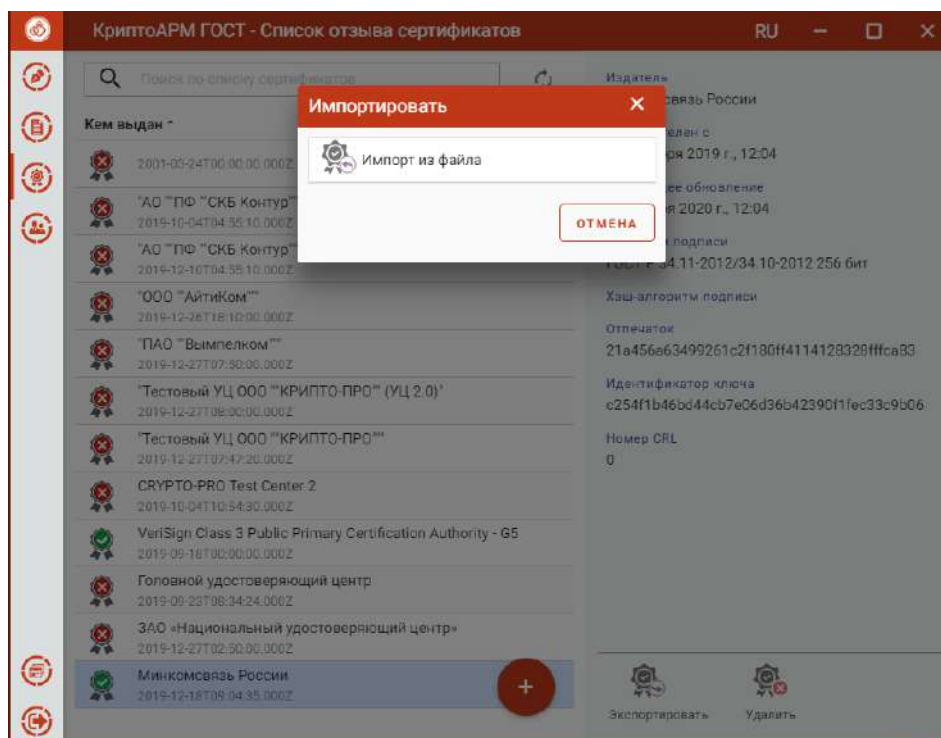 КриптоАРМ ГОСТ - Список отзыва сертификатов
RU
Поиск по списку сертификатов
Кем выдан
2001-03-24T00:00:00.000Z
"АО ""ПФ "СКБ Контур"
2019-10-04T04:55:10.000Z
"АО ""ПФ "СКБ Контур"
2019-12-10T04:55:10.000Z
"ООО ""АйтиКом"""
2019-12-26T18:10:00.000Z
"ПАО ""Вымпелком"""
2019-12-27T07:50:00.000Z
"Тестовый УЦ ООО ""КРИПТО-ПРО"" (УЦ 2.0)"
2019-12-27T08:00:00.000Z
"Тестовый УЦ ООО ""КРИПТО-ПРО"""
2019-12-27T07:47:20.000Z
CRYPTO-PRO Test Center 2
2019-10-04T10:54:30.000Z
VeriSign Class 3 Public Primary Certification Authority - G5
2019-09-18T00:00:00.000Z
Головной удостоверяющий центр
2019-09-23T08:34:24.000Z
ЗАО «Национальный удостоверяющий центр»
2019-12-27T02:50:00.000Z
Минкомсвязь России
2019-12-18T09:04:35.000Z
+
Импортировать
Импорт из файла
ОТМЕНА
Издатель
связь России
елен с
ря 2019 г., 12:04
ее обновление
я 2020 г., 12:04
подписи
ГОСТ Р 34.11-2012/34.10-2012 256 бит
Хэш-алгоритм подписи
Отпечаток
21a456a63499261c2f180ff4114128328fffca83
Идентификатор ключа
c254f1b46bd44cb7e06d36b42390f1fec33c9b06
Номер CRL
0
Экспортировать
Удалить